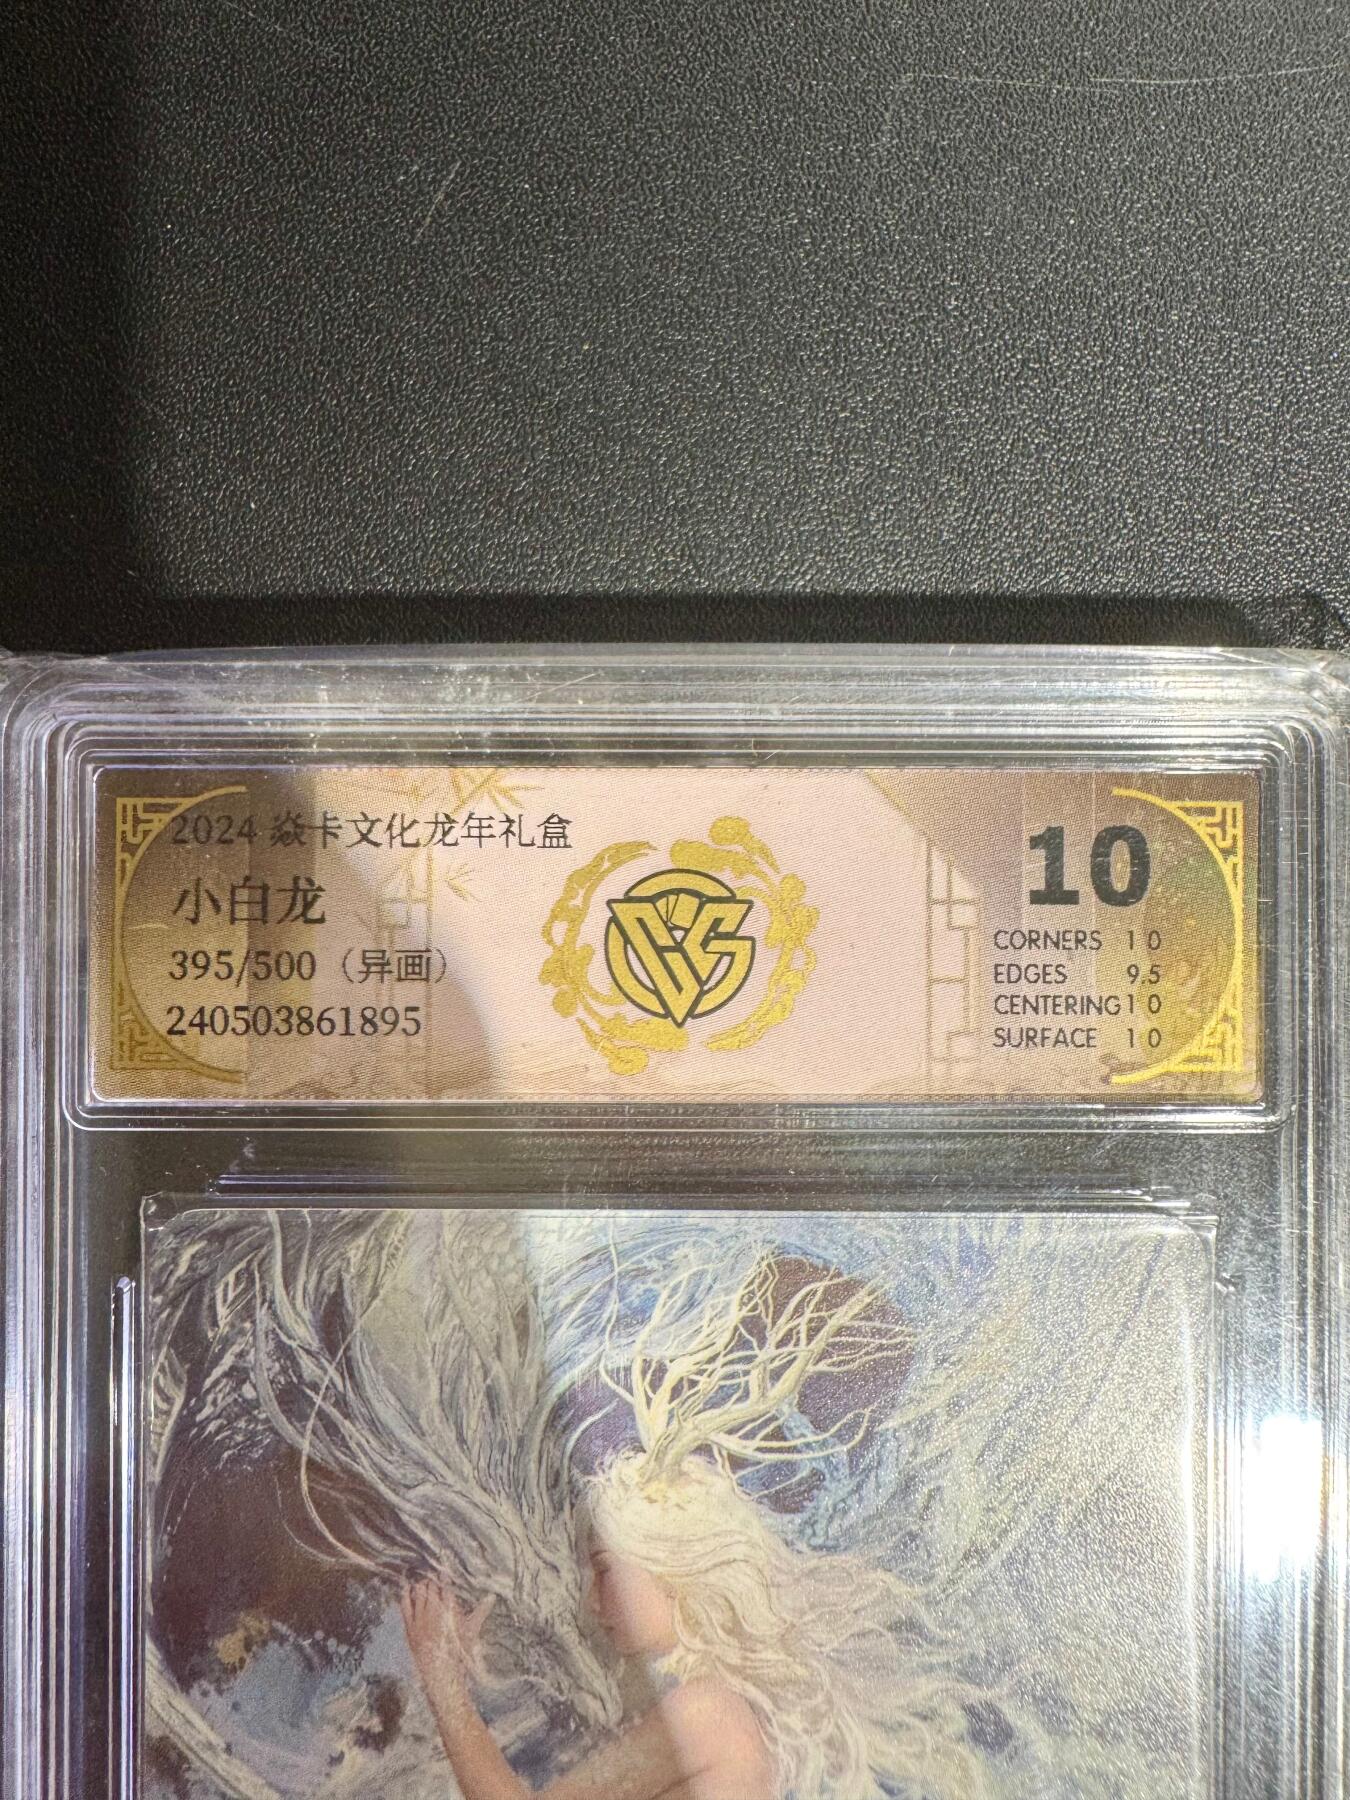 2024 焱卡文化龙年礼盒
小白龙
395/500（异画）
240503861895
CCG
10
CORNERS 10
EDGES 9.5
CENTERING 10
SURFACE 10